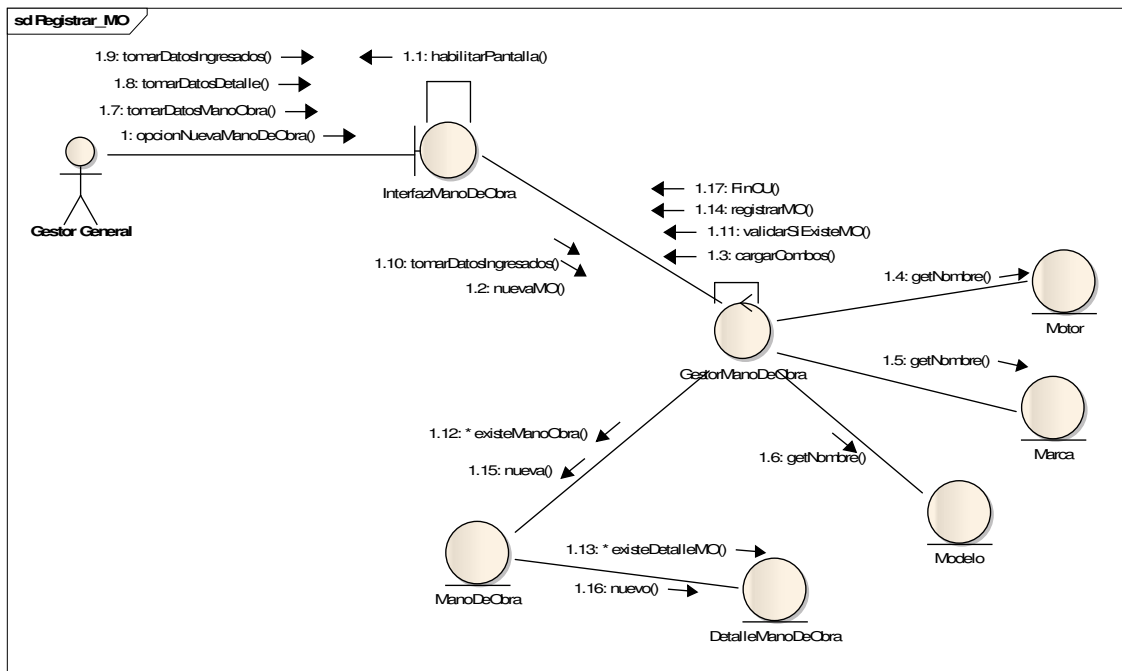 sd Registrar_MO
1.9: tomarDatosIngresados()
1.1: habilitarPantalla()
1.8: tomarDatosDetalle()
1.7: tomarDatosManoObra()
1: opcionNuevaManoDeObra()
InterfazManoDeObra
Gestor General
1.17: FinCU()
1.14: registrarMO()
1.11: validarSiExisteMO()
1.3: cargarCombos()
1.10: tomarDatosIngresados()
1.2: nuevaMO()
1.4: getNombre()
Motor
GestorManoDeObra
1.5: getNombre()
Marca
1.12: * existeManoObra()
1.15: nueva()
1.6: getNombre()
Modelo
1.13: * existeDetalleMO()
1.16: nuevo()
ManoDeObra
DetalleManoDeObra